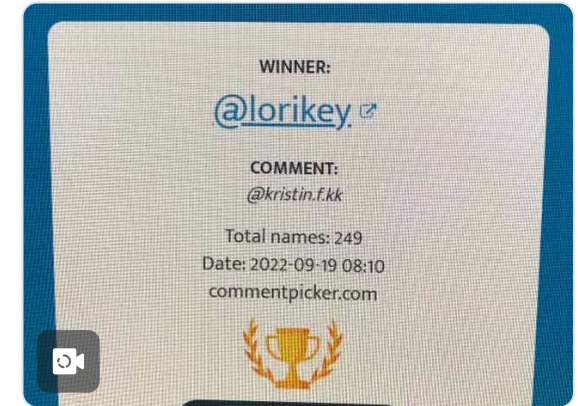 WINNER:
@lorikey
COMMENT:
@kristin.f.kk
Total names: 249
Date: 2022-09-19 08:10
commentpicker.com